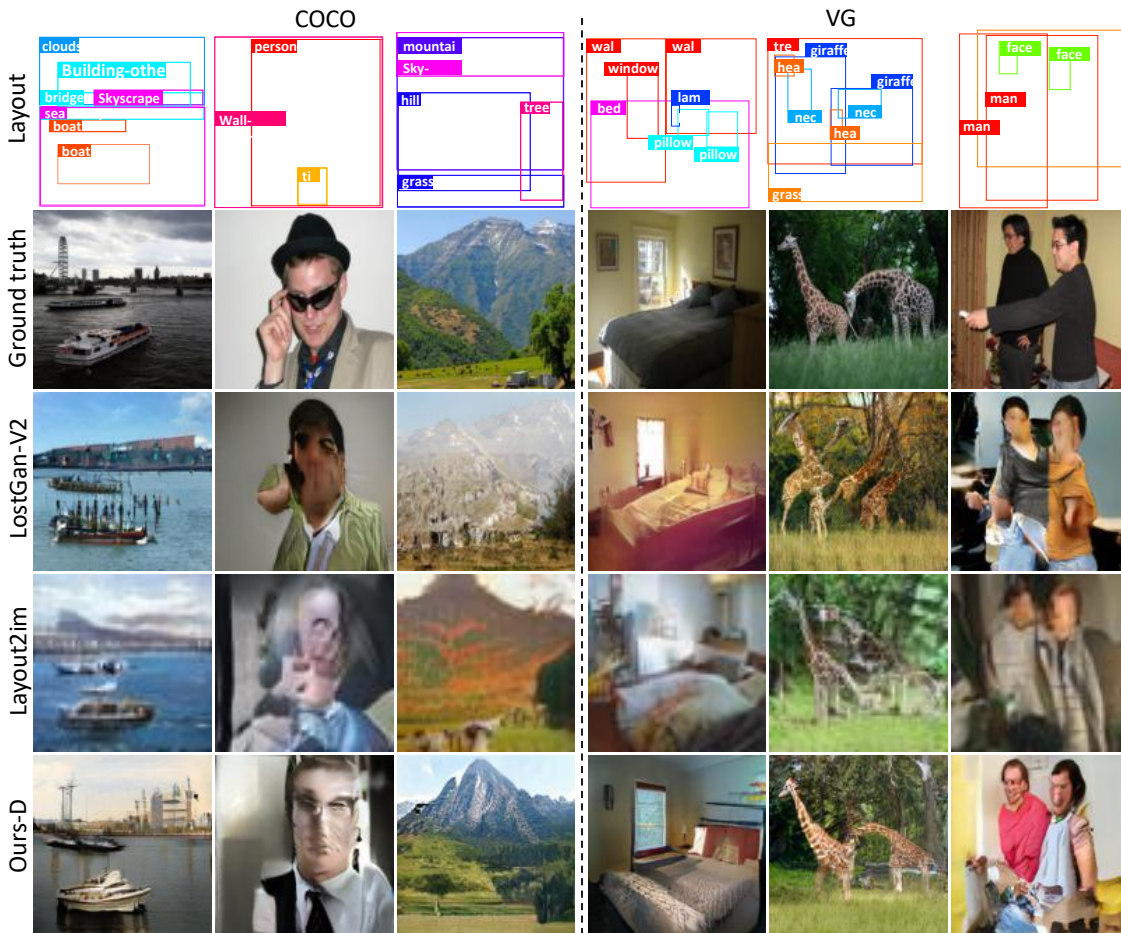 COCO
VG
Layout
clouds
Building-othe
bridge
Skyscrape
sea
boat
boat
person
Wall-
ti
mountai
Sky-
hill
tree
grass
wal
wal
window
bed
lam
pillow
pillow
tre
giraffe
hea
giraffe
nec
nec
hea
grass
face
face
man
man
Ground truth
LostGan-V2
Layout2im
Ours-D